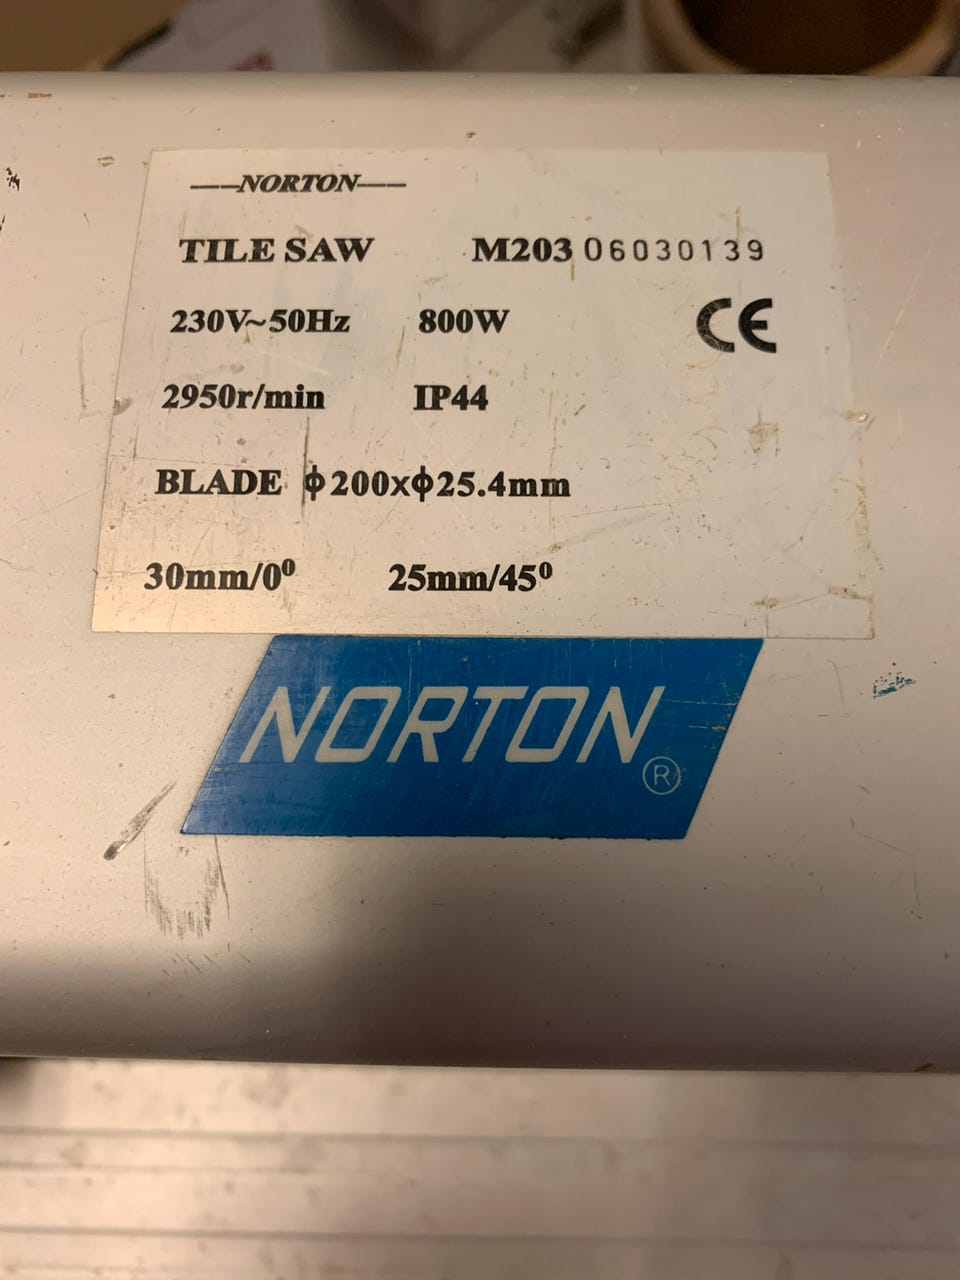 NORTON
TILE SAW M203 06030139
230V~50Hz 800W CE
2950r/min IP44
BLADE ϕ200xϕ25.4mm
30mm/0⁰ 25mm/45⁰
NORTON®